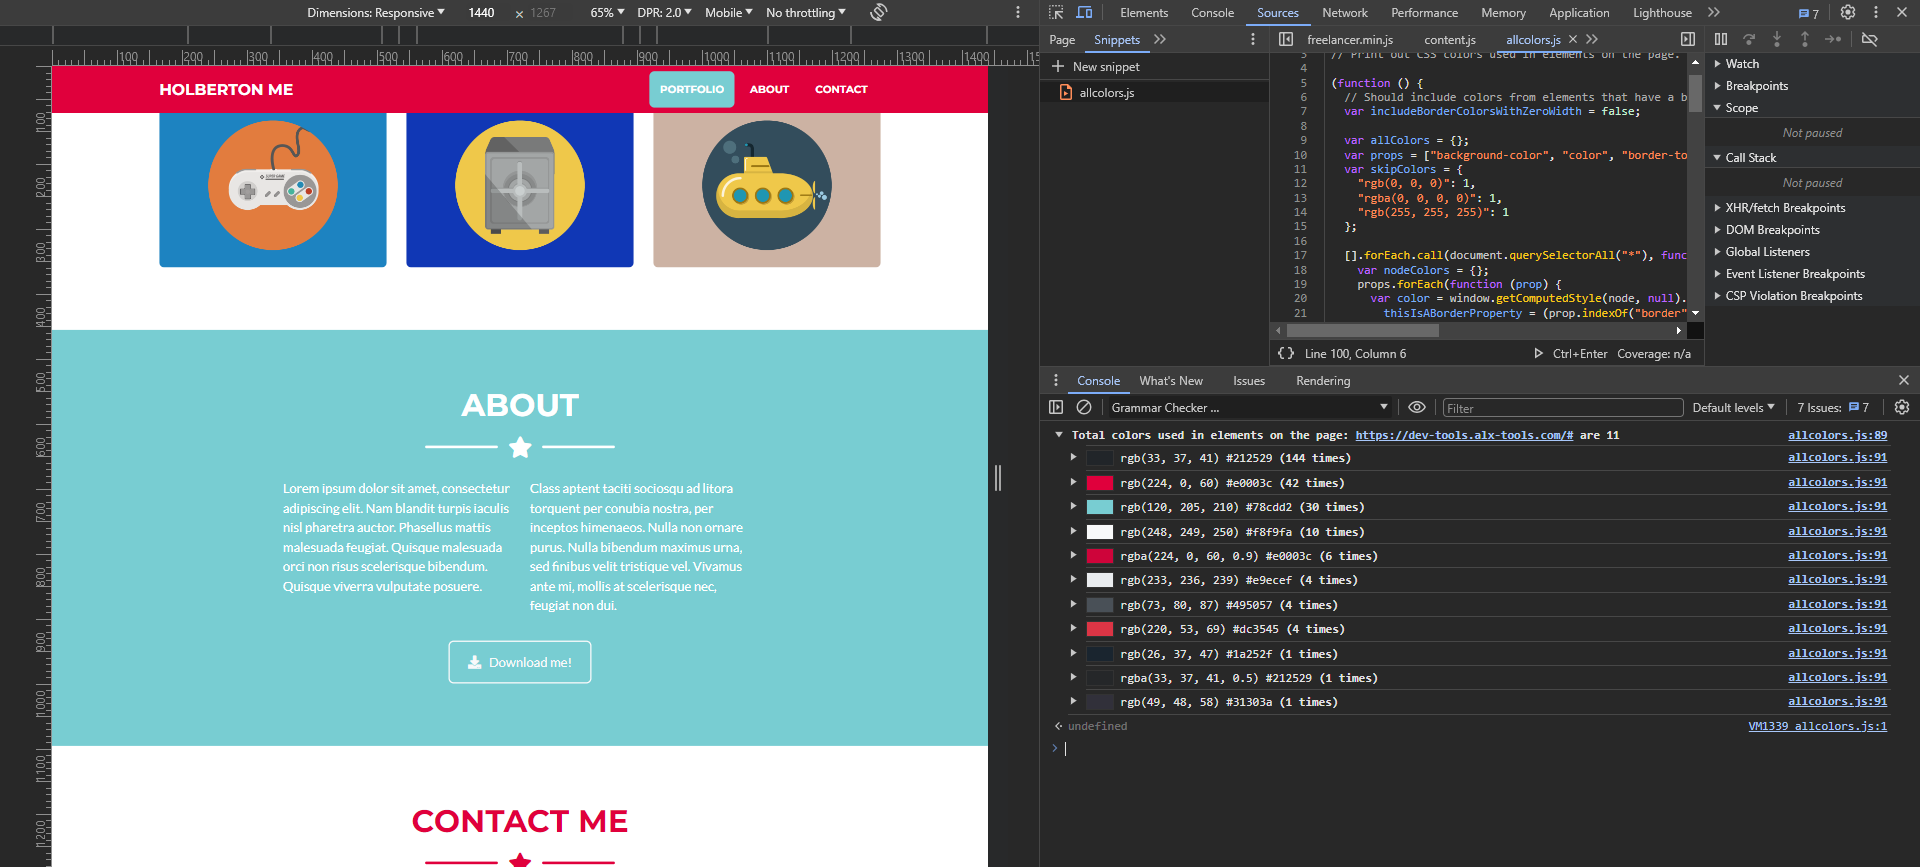 Dimensions: Responsive 1440 × 1267 65% DPR: 2.0 Mobile No throttling
100 200 300 400 500 600 700 800 900 1000 1100 1200 1300 1400
100
200
300
400
500
600
700
800
900
1000
1100
1200
HOLBERTON ME
PORTFOLIO ABOUT CONTACT
ABOUT
Lorem ipsum dolor sit amet, consectetur
adipiscing elit. Nam blandit turpis iaculis
nisl pharetra auctor. Phasellus mattis
malesuada feugiat. Quisque malesuada
orci non risus scelerisque bibendum.
Quisque viverra vulputate posuere.
Class aptent taciti sociosqu ad litora
torquent per conubia nostra, per
inceptos himenaeos. Nulla non ornare
purus. Nulla bibendum maximus urna,
sed finibus velit tristique vel. Vivamus
ante mi, mollis at scelerisque nec,
feugiat non dui.
Download me!
CONTACT ME
Elements Console Sources Network Performance Memory Application Lighthouse 7
Page Snippets
New snippet
allcolors.js
freelancer.min.js content.js allcolors.js
3 // Print out CSS colors used in elements on the page.
4
5 (function () {
6 // Should include colors from elements that have a b
7 var includeBorderColorsWithZeroWidth = false;
8
9 var allColors = {};
10 var props = ["background-color", "color", "border-to
11 var skipColors = {
12 "rgb(0, 0, 0)": 1,
13 "rgba(0, 0, 0, 0)": 1,
14 "rgb(255, 255, 255)": 1
15 };
16
17 [].forEach.call(document.querySelectorAll("*"), func
18 var nodeColors = {};
19 props.forEach(function (prop) {
20 var color = window.getComputedStyle(node, null).
21 thisIsABorderProperty = (prop.indexOf("border"
{} Line 100, Column 6 Ctrl+Enter Coverage: n/a
Watch
Breakpoints
Scope
Not paused
Call Stack
Not paused
XHR/fetch Breakpoints
DOM Breakpoints
Global Listeners
Event Listener Breakpoints
CSP Violation Breakpoints
Console What's New Issues Rendering
Grammar Checker ... Filter Default levels 7 Issues: 7
Total colors used in elements on the page: https://dev-tools.alx-tools.com/# are 11 allcolors.js:89
rgb(33, 37, 41) #212529 (144 times) allcolors.js:91
rgb(224, 0, 60) #e0003c (42 times) allcolors.js:91
rgb(120, 205, 210) #78cdd2 (30 times) allcolors.js:91
rgb(248, 249, 250) #f8f9fa (10 times) allcolors.js:91
rgba(224, 0, 60, 0.9) #e0003c (6 times) allcolors.js:91
rgb(233, 236, 239) #e9ecef (4 times) allcolors.js:91
rgb(73, 80, 87) #495057 (4 times) allcolors.js:91
rgb(220, 53, 69) #dc3545 (4 times) allcolors.js:91
rgb(26, 37, 47) #1a252f (1 times) allcolors.js:91
rgba(33, 37, 41, 0.5) #212529 (1 times) allcolors.js:91
rgb(49, 48, 58) #31303a (1 times) allcolors.js:91
undefined VM1339 allcolors.js:1